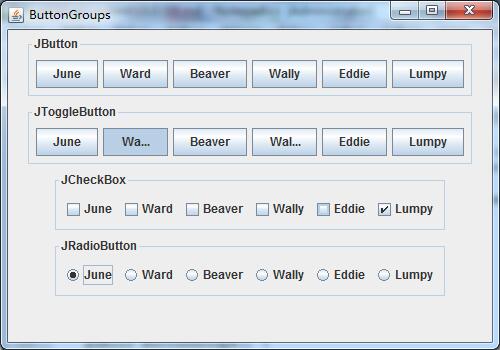 ButtonGroups
JButton
June Ward Beaver Wally Eddie Lumpy
JToggleButton
June Wa... Beaver Wal... Eddie Lumpy
JCheckBox
June Ward Beaver Wally Eddie Lumpy
JRadioButton
June Ward Beaver Wally Eddie Lumpy